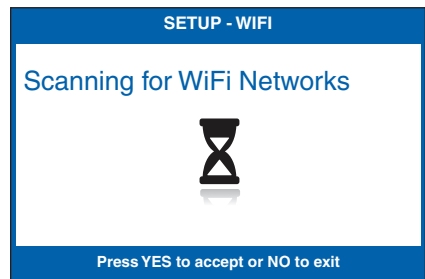 SETUP - WIFI
Scanning for WiFi Networks
Press YES to accept or NO to exit